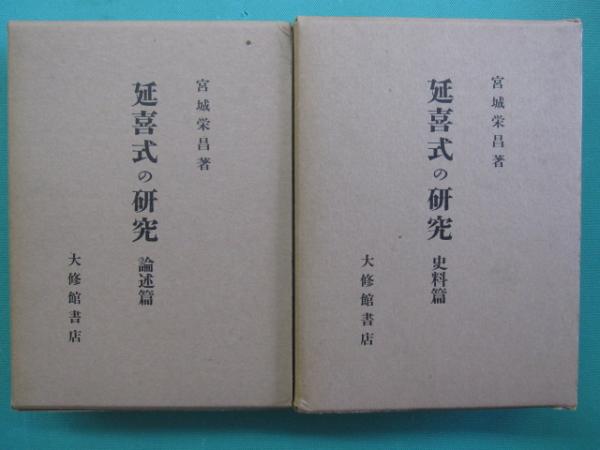 宮城栄昌著
延喜式の研究 論述篇
大修館書店
宮城栄昌著
延喜式の研究 史料篇
大修館書店